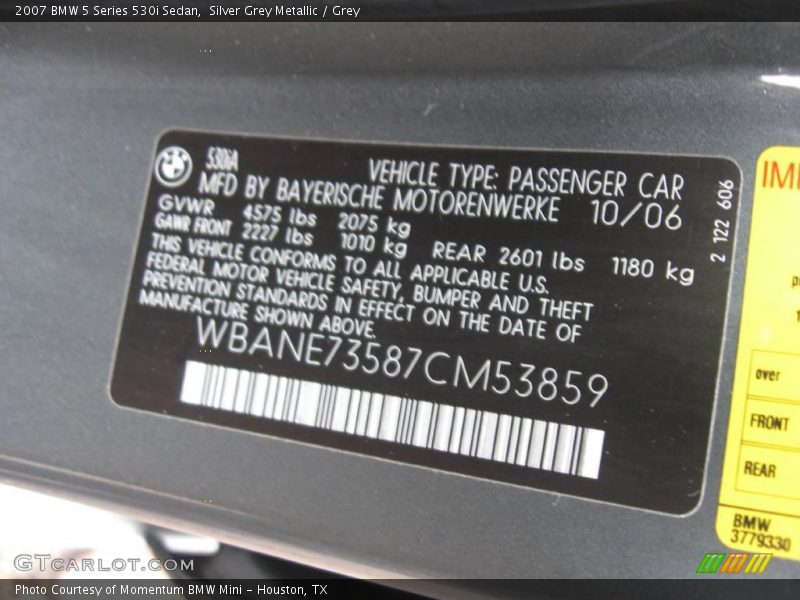 2007 BMW 5 Series 530i Sedan,  Silver Grey Metallic / Grey
530iA
VEHICLE TYPE: PASSENGER CAR
MFD BY BAYERISCHE MOTORENWERKE 10/06
GVWR 4575 lbs 2075 kg
GAWR FRONT 2227 lbs 1010 kg REAR 2601 lbs 1180 kg
THIS VEHICLE CONFORMS TO ALL APPLICABLE U.S.
FEDERAL MOTOR VEHICLE SAFETY, BUMPER AND THEFT
PREVENTION STANDARDS IN EFFECT ON THE DATE OF
MANUFACTURE SHOWN ABOVE.
WBANE73587CM53859
2 122 606
over
FRONT
REAR
BMW
3779330
GTCARLOT.COM
Photo Courtesy of Momentum BMW Mini - Houston, TX